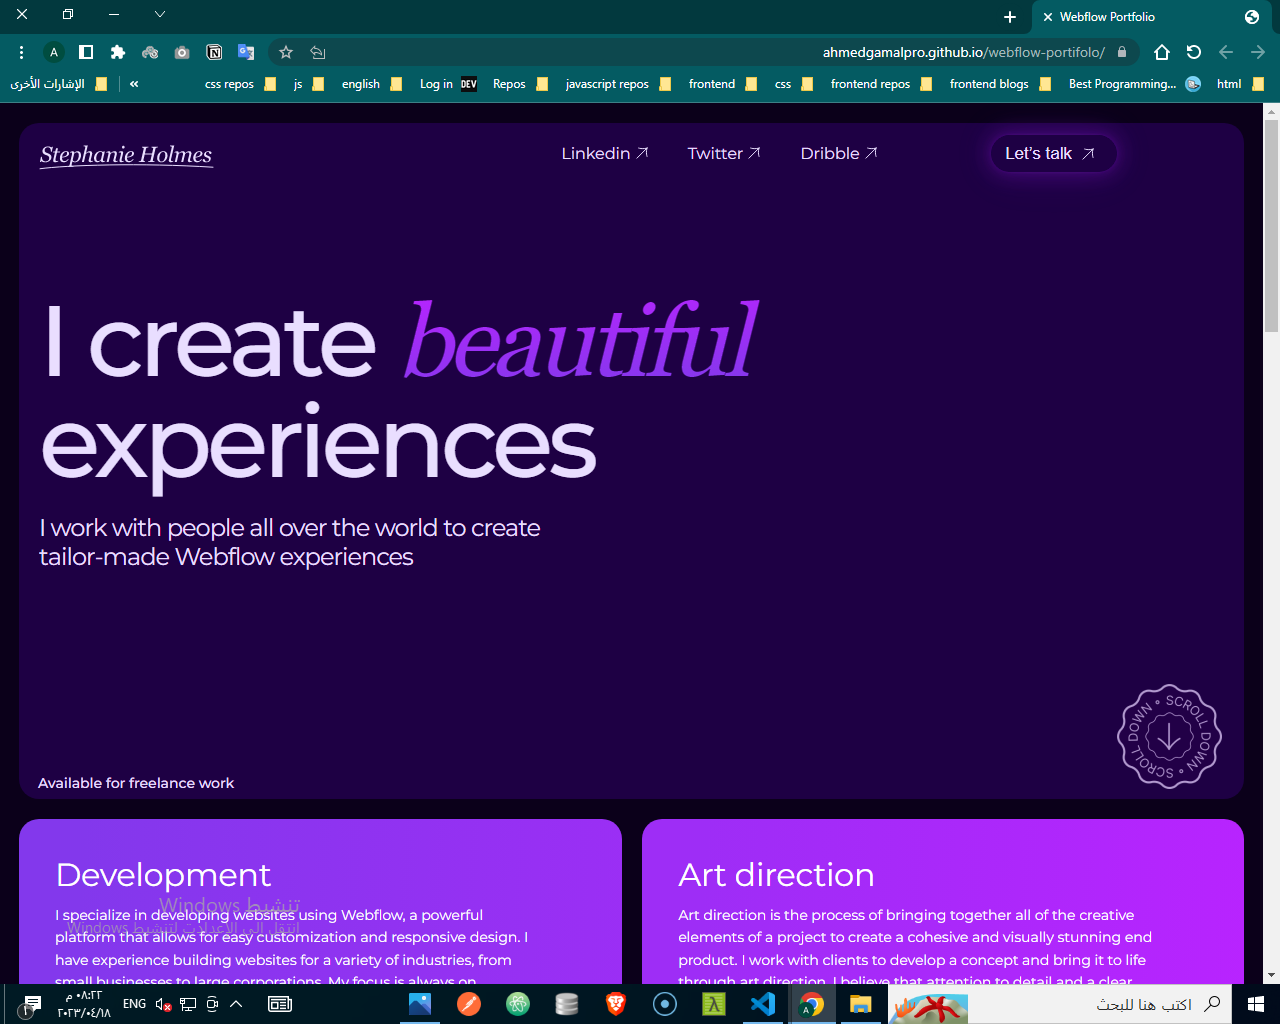 Webflow Portfolio
A
ahmedgamalpro.github.io/webflow-portifolo/
الإشارات الأخرى
«
css repos
js
english
Log in
DEV
Repos
javascript repos
frontend
css
frontend repos
frontend blogs
Best Programming...
html
Stephanie Holmes
Linkedin
Twitter
Dribble
Let's talk
I create beautiful
experiences
I work with people all over the world to create
tailor-made Webflow experiences
SCROLL DOWN • SCROLL DOWN •
Available for freelance work
Development
I specialize in developing websites using Webflow, a powerful
platform that allows for easy customization and responsive design. I
have experience building websites for a variety of industries, from
small businesses to large corporations. My focus is always on
Art direction
Art direction is the process of bringing together all of the creative
elements of a project to create a cohesive and visually stunning end
product. I work with clients to develop a concept and bring it to life
through art direction. I believe that attention to detail and a clear
تنشيط Windows
انتقل إلى الإعدادات لتنشيط Windows
١
٠٨:٢٢ م
٢٠٢٣/٠٤/١٨
ENG
اكتب هنا للبحث